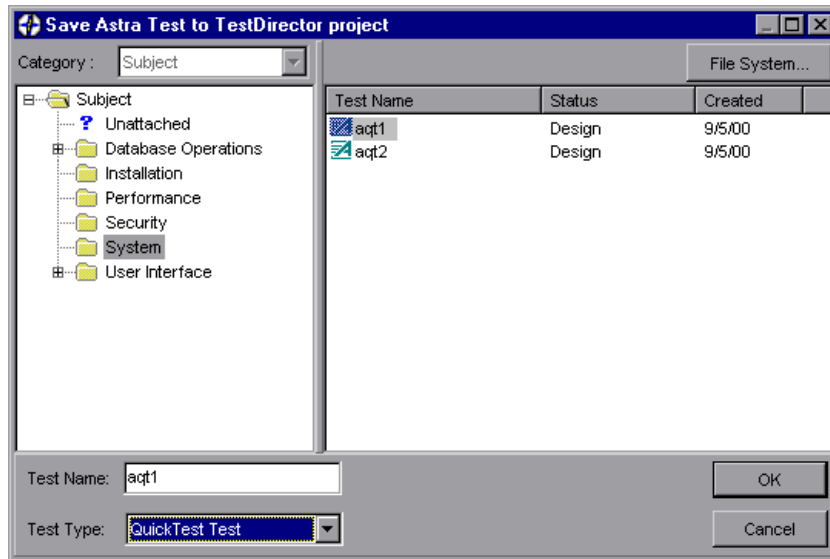 Save Astra Test to TestDirector project
Category : Subject
File System...
Subject
Unattached
Database Operations
Installation
Performance
Security
System
User Interface
Test Name Status Created
aqt1 Design 9/5/00
aqt2 Design 9/5/00
Test Name: aqt1
OK
Test Type: QuickTest Test
Cancel